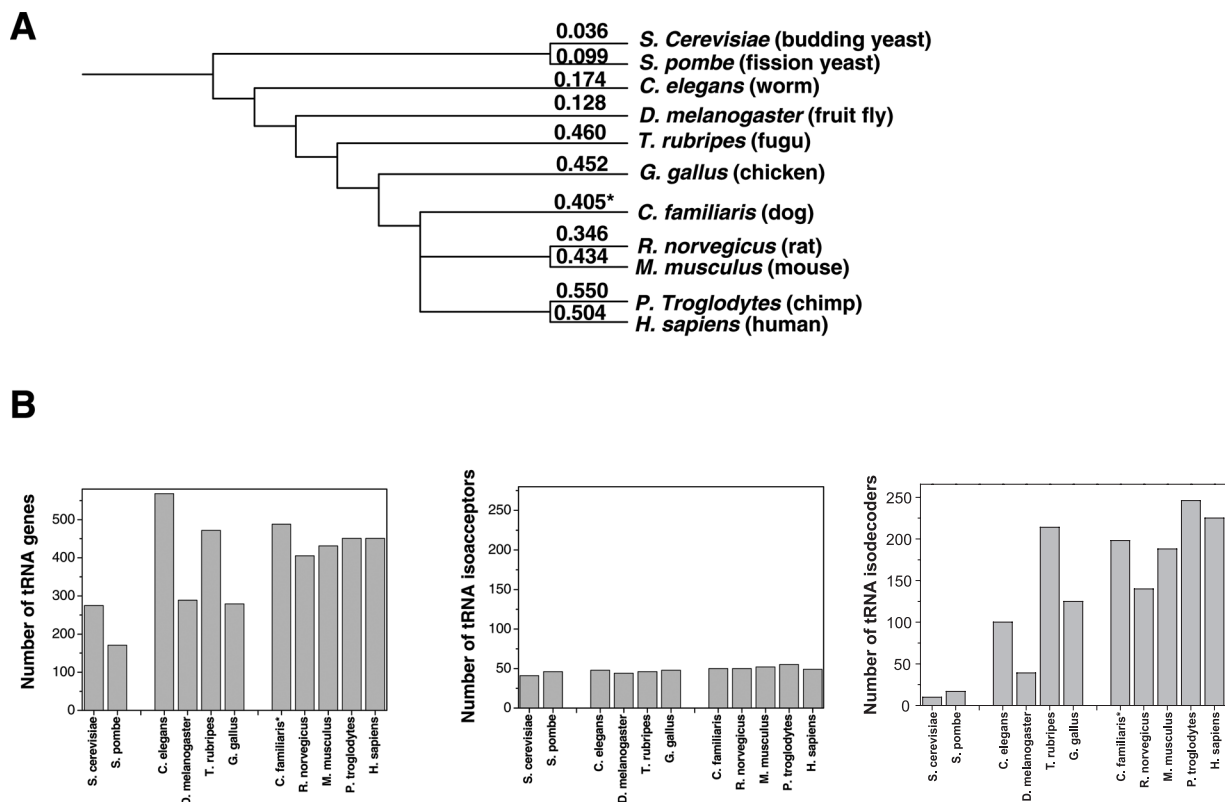 A
0.036
S. Cerevisiae (budding yeast)
0.099
S. pombe (fission yeast)
0.174
C. elegans (worm)
0.128
D. melanogaster (fruit fly)
0.460
T. rubripes (fugu)
0.452
G. gallus (chicken)
0.405*
C. familiaris (dog)
0.346
R. norvegicus (rat)
0.434
M. musculus (mouse)
0.550
P. Troglodytes (chimp)
0.504
H. sapiens (human)
B
Number of tRNA genes
500
400
300
200
100
0
S. cerevisiae
S. pombe
C. elegans
D. melanogaster
T. rubripes
G. gallus
C. familiaris*
R. norvegicus
M. musculus
P. troglodytes
H. sapiens
Number of tRNA isoacceptors
250
200
150
100
50
0
S. cerevisiae
S. pombe
C. elegans
D. melanogaster
T. rubripes
G. gallus
C. familiaris
R. norvegicus
M. musculus
P. troglodytes
H. sapiens
Number of tRNA isodecoders
250
200
150
100
50
0
S. cerevisiae
S. pombe
C. elegans
D. melanogaster
T. rubripes
G. gallus
C. familiaris*
R. norvegicus
M. musculus
P. troglodytes
H. sapiens